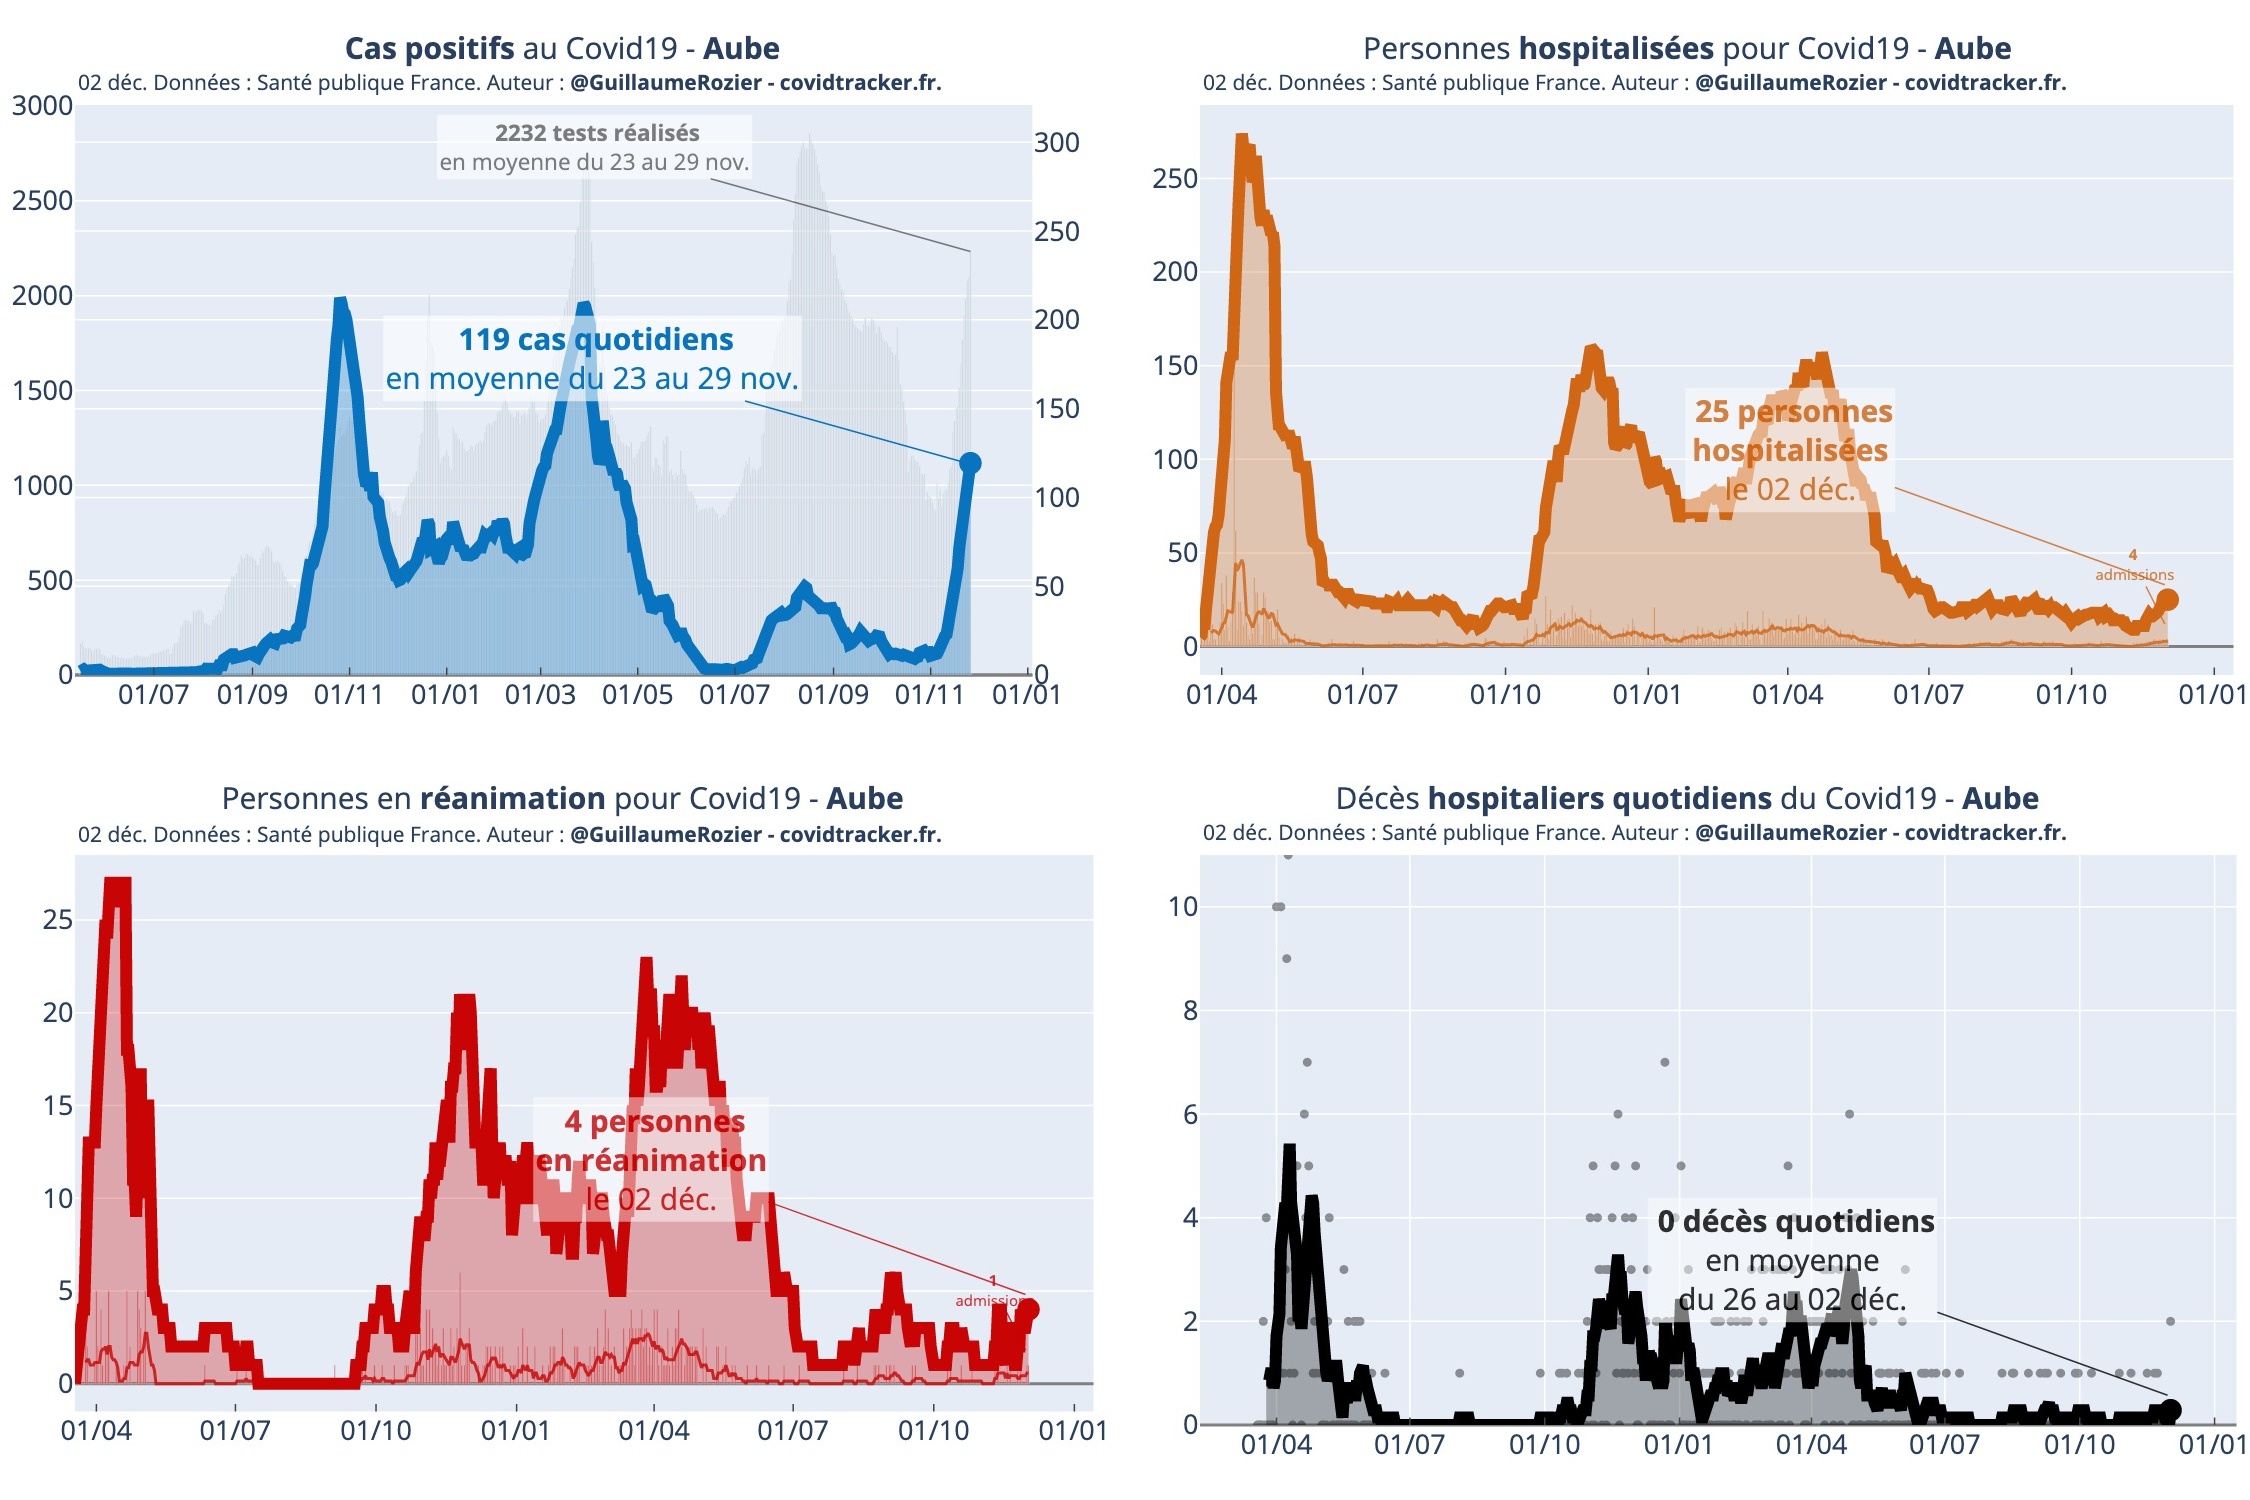 Cas positifs au Covid19 - Aube
02 déc. Données : Santé publique France. Auteur : @GuillaumeRozier - covidtracker.fr.
3000
2500
2000
1500
1000
500
0
300
250
200
150
100
50
0
2232 tests réalisés
en moyenne du 23 au 29 nov.
119 cas quotidiens
en moyenne du 23 au 29 nov.
01/07 01/09 01/11 01/01 01/03 01/05 01/07 01/09 01/11 01/01
Personnes hospitalisées pour Covid19 - Aube
02 déc. Données : Santé publique France. Auteur : @GuillaumeRozier - covidtracker.fr.
250
200
150
100
50
0
25 personnes
hospitalisées
le 02 déc.
4
admissions
01/04 01/07 01/10 01/01 01/04 01/07 01/10 01/01
Personnes en réanimation pour Covid19 - Aube
02 déc. Données : Santé publique France. Auteur : @GuillaumeRozier - covidtracker.fr.
25
20
15
10
5
0
4 personnes
en réanimation
le 02 déc.
1
admission
01/04 01/07 01/10 01/01 01/04 01/07 01/10 01/01
Décès hospitaliers quotidiens du Covid19 - Aube
02 déc. Données : Santé publique France. Auteur : @GuillaumeRozier - covidtracker.fr.
10
8
6
4
2
0
0 décès quotidiens
en moyenne
du 26 au 02 déc.
01/04 01/07 01/10 01/01 01/04 01/07 01/10 01/01